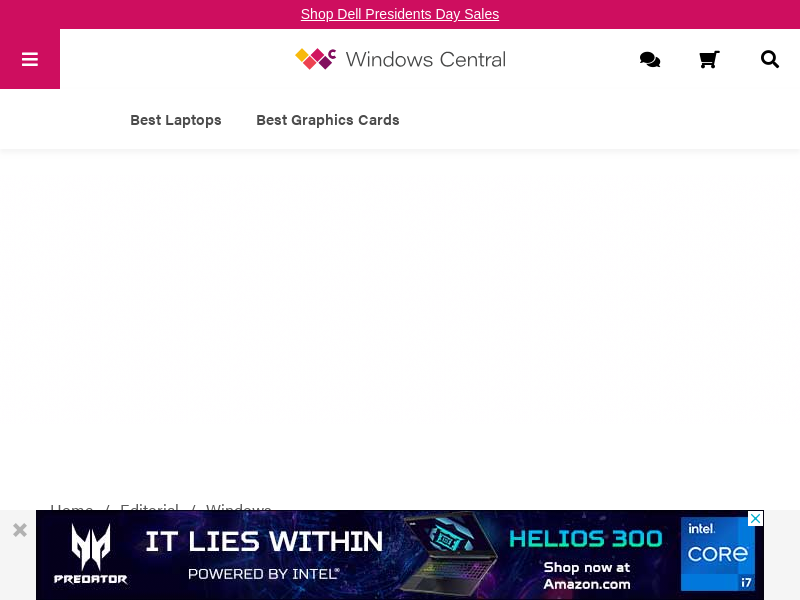 Shop Dell Presidents Day Sales
Windows Central
Best Laptops Best Graphics Cards
Home / Editorial / Windows
PREDATOR
IT LIES WITHIN
POWERED BY INTEL®
HELIOS 300
Shop now at
Amazon.com
intel.
CORE
i7